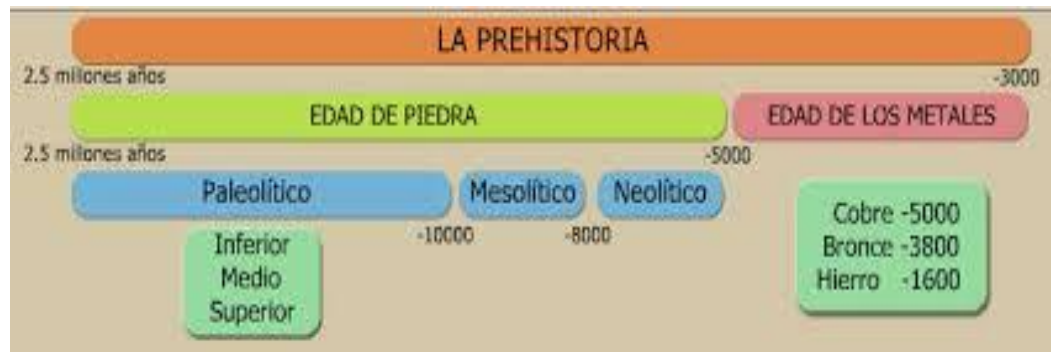 LA PREHISTORIA
2.5 millones años -3000
EDAD DE PIEDRA EDAD DE LOS METALES
2.5 millones años -5000
Paleolítico Mesolítico Neolítico
-10000 -8000
Inferior
Medio
Superior
Cobre -5000
Bronce -3800
Hierro -1600